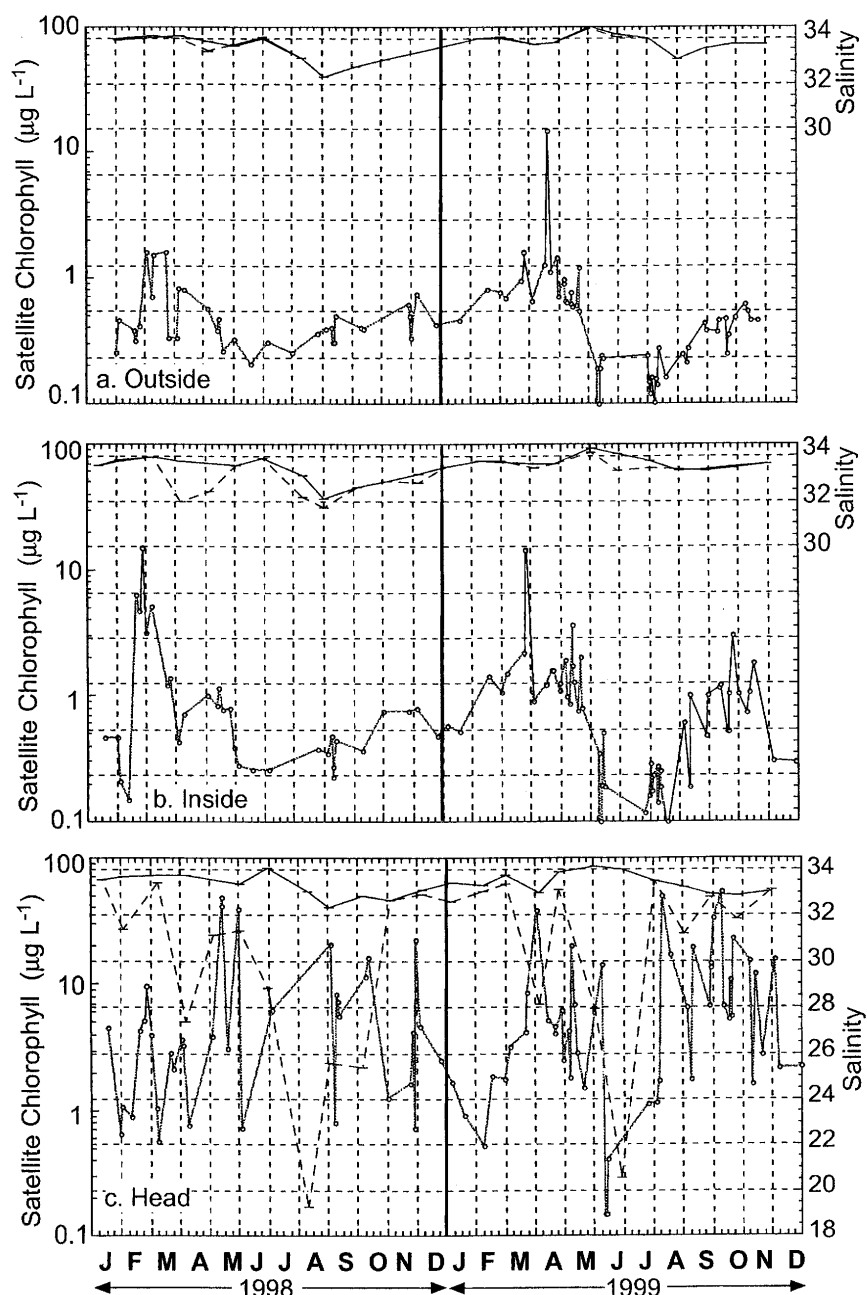 100
10
1
0.1
Satellite Chlorophyll (µg L⁻¹)
34
32
30
Salinity
a. Outside
100
10
1
0.1
Satellite Chlorophyll (µg L⁻¹)
34
32
30
Salinity
b. Inside
100
10
1
0.1
Satellite Chlorophyll (µg L⁻¹)
34
32
30
28
26
24
22
20
18
Salinity
c. Head
J F M A M J J A S O N D J F M A M J J A S O N D
1998 1999